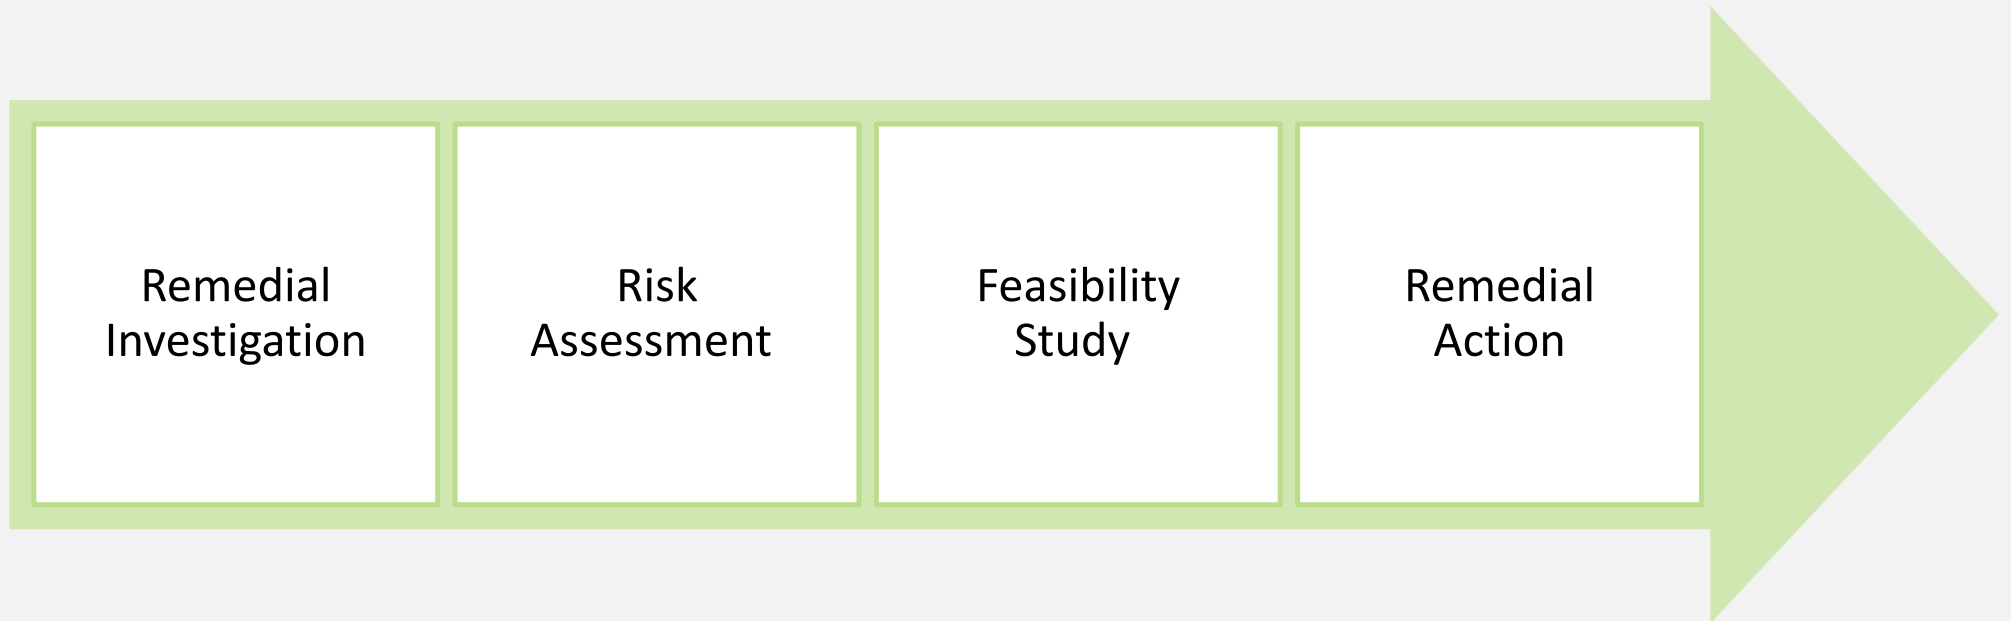 Remedial
Investigation
Risk
Assessment
Feasibility
Study
Remedial
Action